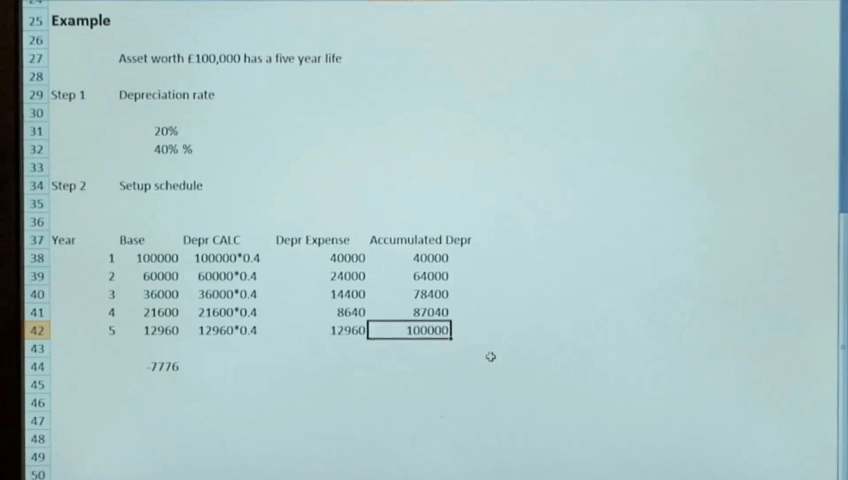 25 Example
26
27 Asset worth £100,000 has a five year life
28
29 Step 1 Depreciation rate
30
31 20%
32 40% %
33
34 Step 2 Setup schedule
35
36
37 Year Base Depr CALC Depr Expense Accumulated Depr
38 1 100000 100000*0.4 40000 40000
39 2 60000 60000*0.4 24000 64000
40 3 36000 36000*0.4 14400 78400
41 4 21600 21600*0.4 8640 87040
42 5 12960 12960*0.4 12960 100000
43
44 -7776
45
46
47
48
49
50